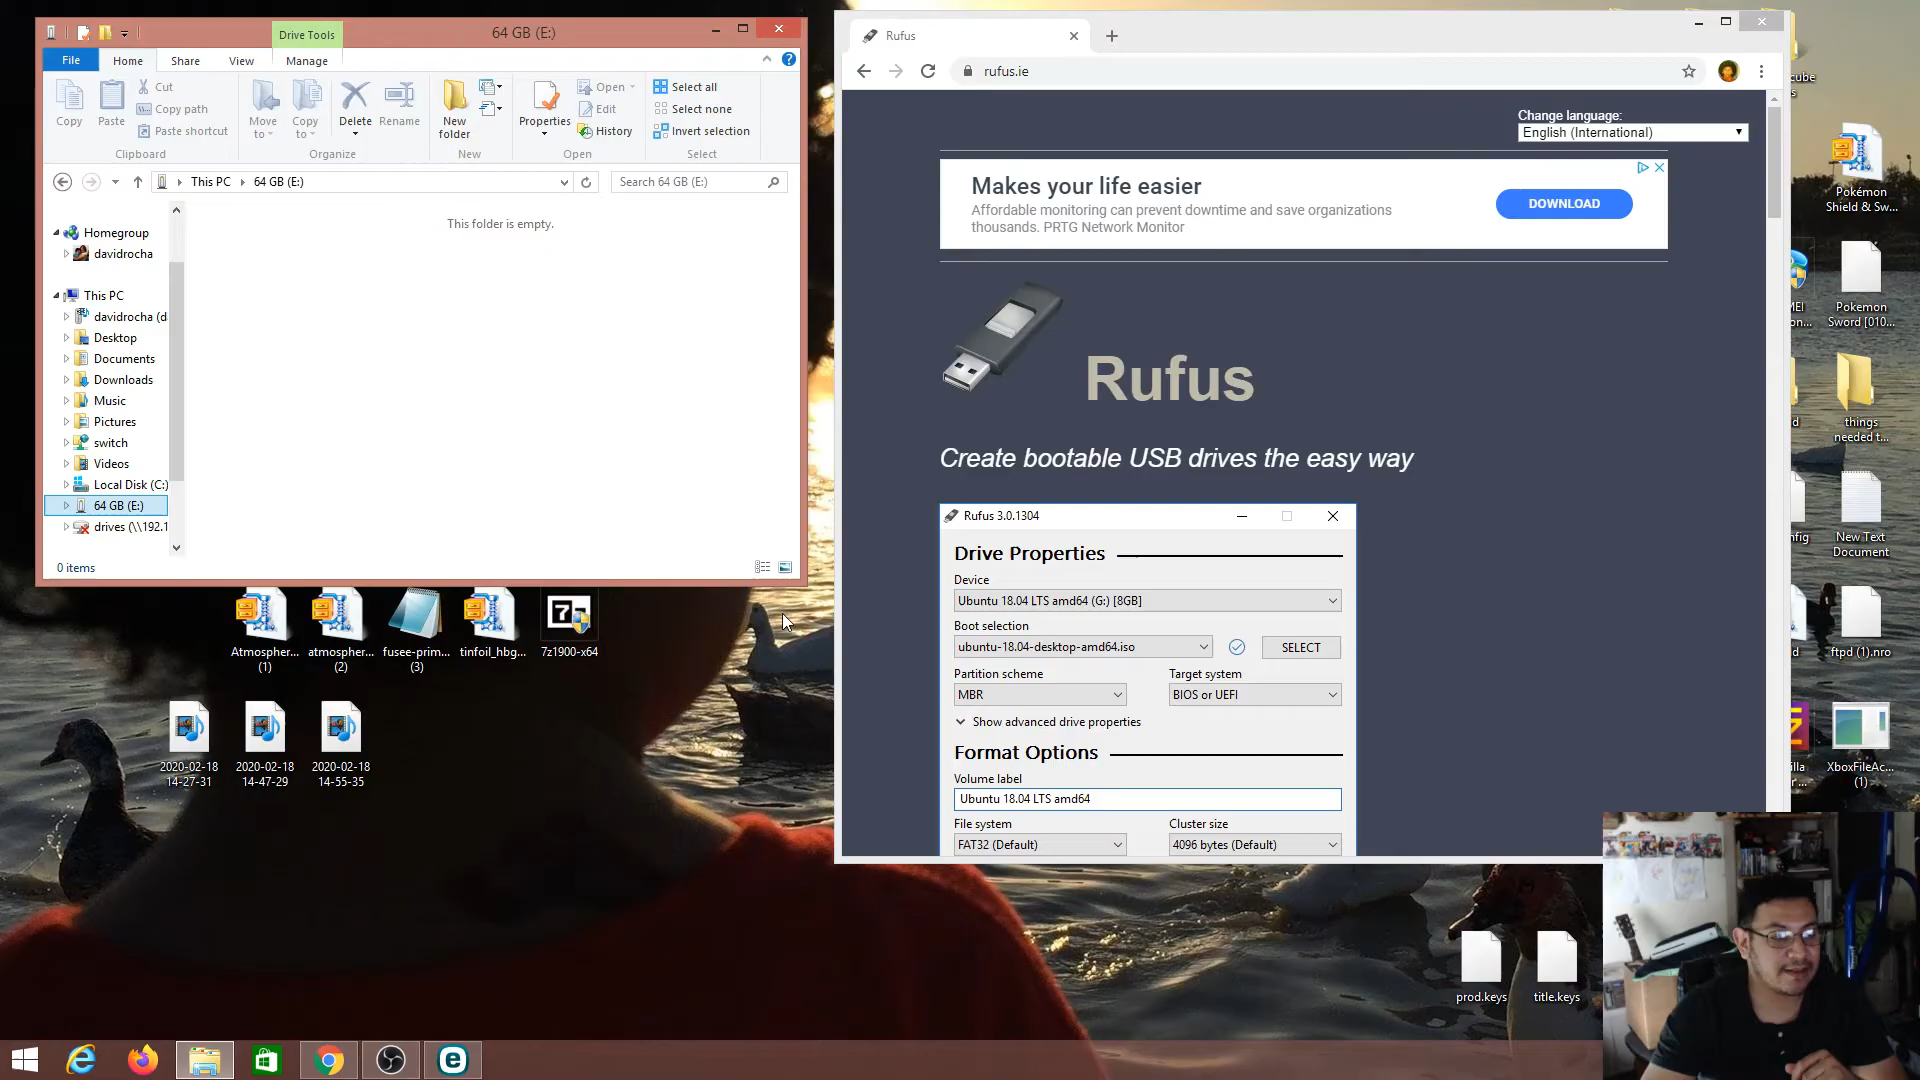 Drive Tools
64 GB (E:)
File
Home
Share
View
Manage
Copy
Paste
Cut
Copy path
Paste shortcut
Clipboard
Move to
Copy to
Delete
Rename
Organize
New folder
New
Properties
Open
Edit
History
Open
Select all
Select none
Invert selection
Select
This PC
64 GB (E:)
Search 64 GB (E:)
This folder is empty.
Homegroup
davidrocha
This PC
davidrocha (d
Desktop
Documents
Downloads
Music
Pictures
switch
Videos
Local Disk (C:)
64 GB (E:)
drives (\\192.1
0 items
Atmospher... (1)
atmospher... (2)
fusee-prim... (3)
tinfoil_hbg...
7z1900-x64
2020-02-18 14-27-31
2020-02-18 14-47-29
2020-02-18 14-55-35
Rufus
rufus.ie
Change language:
English (International)
Makes your life easier
Affordable monitoring can prevent downtime and save organizations
thousands. PRTG Network Monitor
DOWNLOAD
Rufus
Create bootable USB drives the easy way
Rufus 3.0.1304
Drive Properties
Device
Ubuntu 18.04 LTS amd64 (G:) [8GB]
Boot selection
ubuntu-18.04-desktop-amd64.iso
SELECT
Partition scheme
Target system
MBR
BIOS or UEFI
Show advanced drive properties
Format Options
Volume label
Ubuntu 18.04 LTS amd64
File system
Cluster size
FAT32 (Default)
4096 bytes (Default)
Pokémon Shield & Sw...
Pokemon Sword [010...
things needed t...
New Text Document
ftpd (1).nro
XboxFileAc... (1)
prod.keys
title.keys